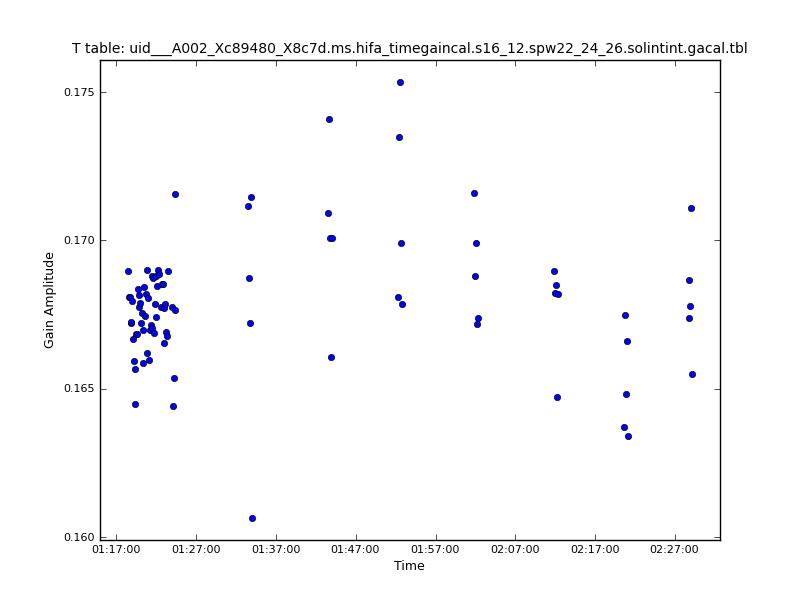 T table: uid___A002_Xc89480_X8c7d.ms.hifa_timegaincal.s16_12.spw22_24_26.solintint.gacal.tbl
Gain Amplitude
0.175
0.170
0.165
0.160
01:17:00 01:27:00 01:37:00 01:47:00 01:57:00 02:07:00 02:17:00 02:27:00
Time